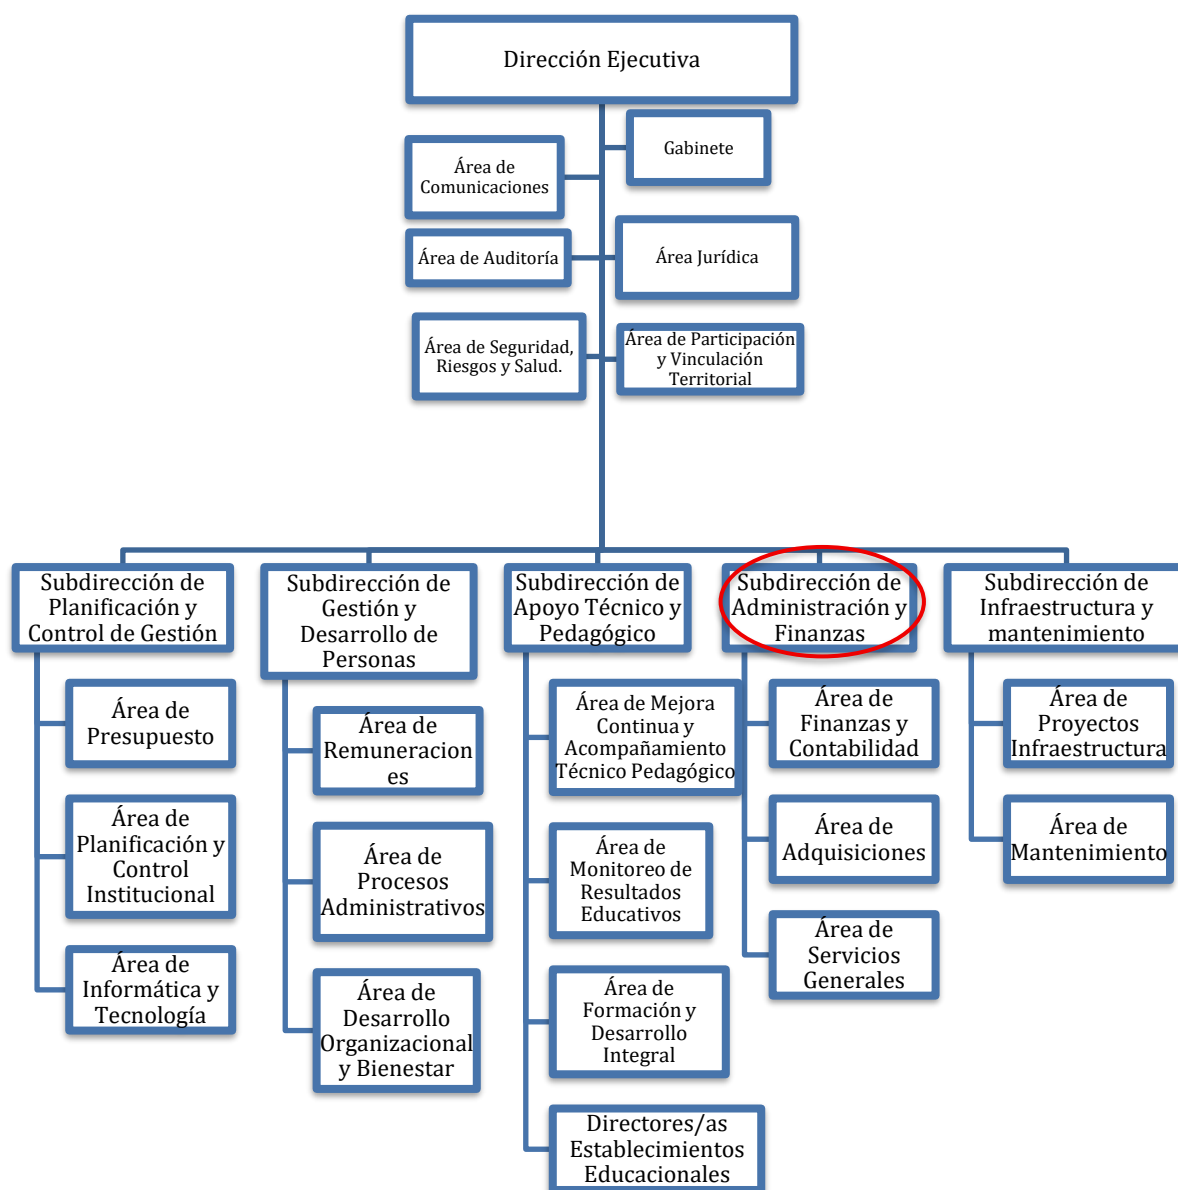 Dirección Ejecutiva
Gabinete
Área de
Comunicaciones
Área de Auditoría
Área Jurídica
Área de Seguridad,
Riesgos y Salud.
Área de Participación
y Vinculación
Territorial
Subdirección de
Planificación y
Control de Gestión
Área de
Presupuesto
Área de
Planificación y
Control
Institucional
Área de
Informática y
Tecnología
Subdirección de
Gestión y
Desarrollo de
Personas
Área de
Remuneracion
es
Área de
Procesos
Administrativos
Área de
Desarrollo
Organizacional
y Bienestar
Subdirección de
Apoyo Técnico y
Pedagógico
Área de Mejora
Continua y
Acompañamiento
Técnico Pedagógico
Área de
Monitoreo de
Resultados
Educativos
Área de
Formación y
Desarrollo
Integral
Directores/as
Establecimientos
Educacionales
Subdirección de
Administración y
Finanzas
Área de
Finanzas y
Contabilidad
Área de
Adquisiciones
Área de
Servicios
Generales
Subdirección de
Infraestructura y
mantenimiento
Área de
Proyectos
Infraestructura
Área de
Mantenimiento